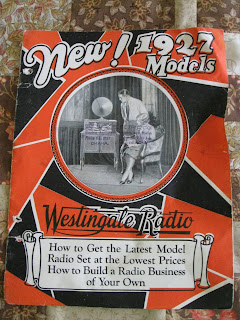 New! 1927
Models
Westingale Radio
How to Get the Latest Model
Radio Set at the Lowest Prices
How to Build a Radio Business
of Your Own